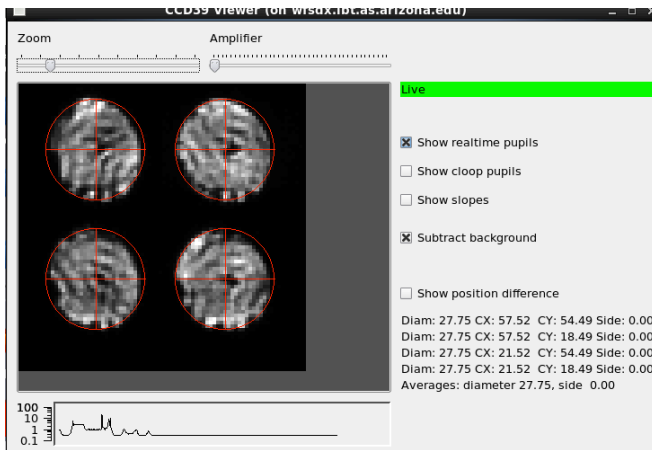 CCD39 Viewer (on wfsdx.lbt.as.arizona.edu)
Zoom
Amplifier
Live
Show realtime pupils
Show cloop pupils
Show slopes
Subtract background
Show position difference
Diam: 27.75 CX: 57.52 CY: 54.49 Side: 0.00
Diam: 27.75 CX: 57.52 CY: 18.49 Side: 0.00
Diam: 27.75 CX: 21.52 CY: 54.49 Side: 0.00
Diam: 27.75 CX: 21.52 CY: 18.49 Side: 0.00
Averages: diameter 27.75, side 0.00
100
10
1
0.1